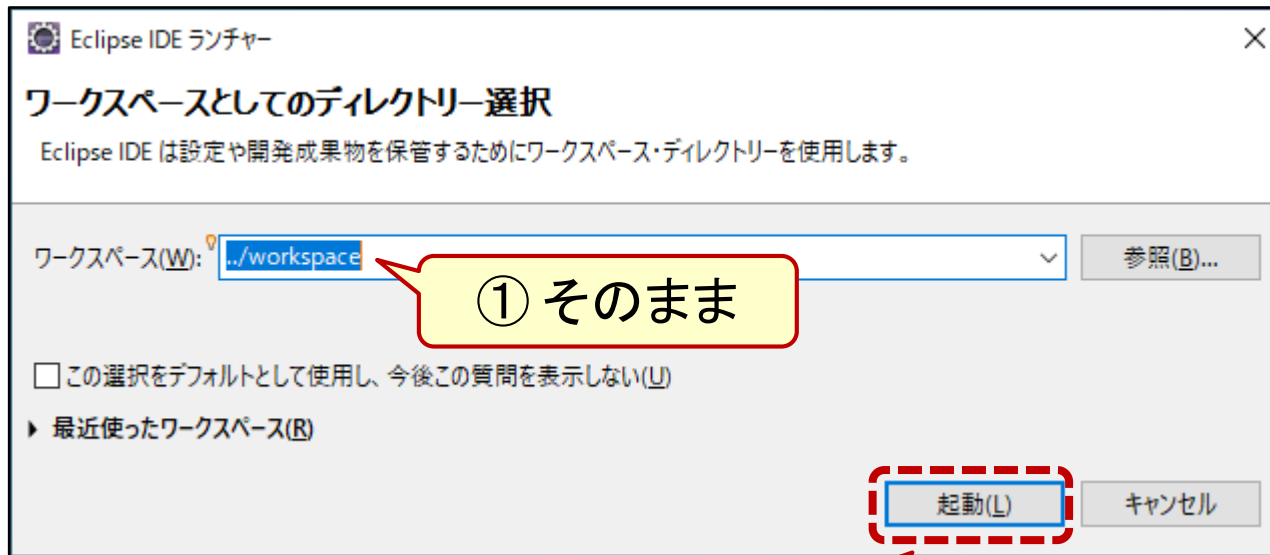 Eclipse IDE ランチャー
ワークスペースとしてのディレクトリー選択
Eclipse IDE は設定や開発成果物を保管するためにワークスペース・ディレクトリーを使用します。
ワークスペース(W): ../workspace 参照(B)...
① そのまま
この選択をデフォルトとして使用し、今後この質問を表示しない(U)
最近使ったワークスペース(R)
起動(L) キャンセル